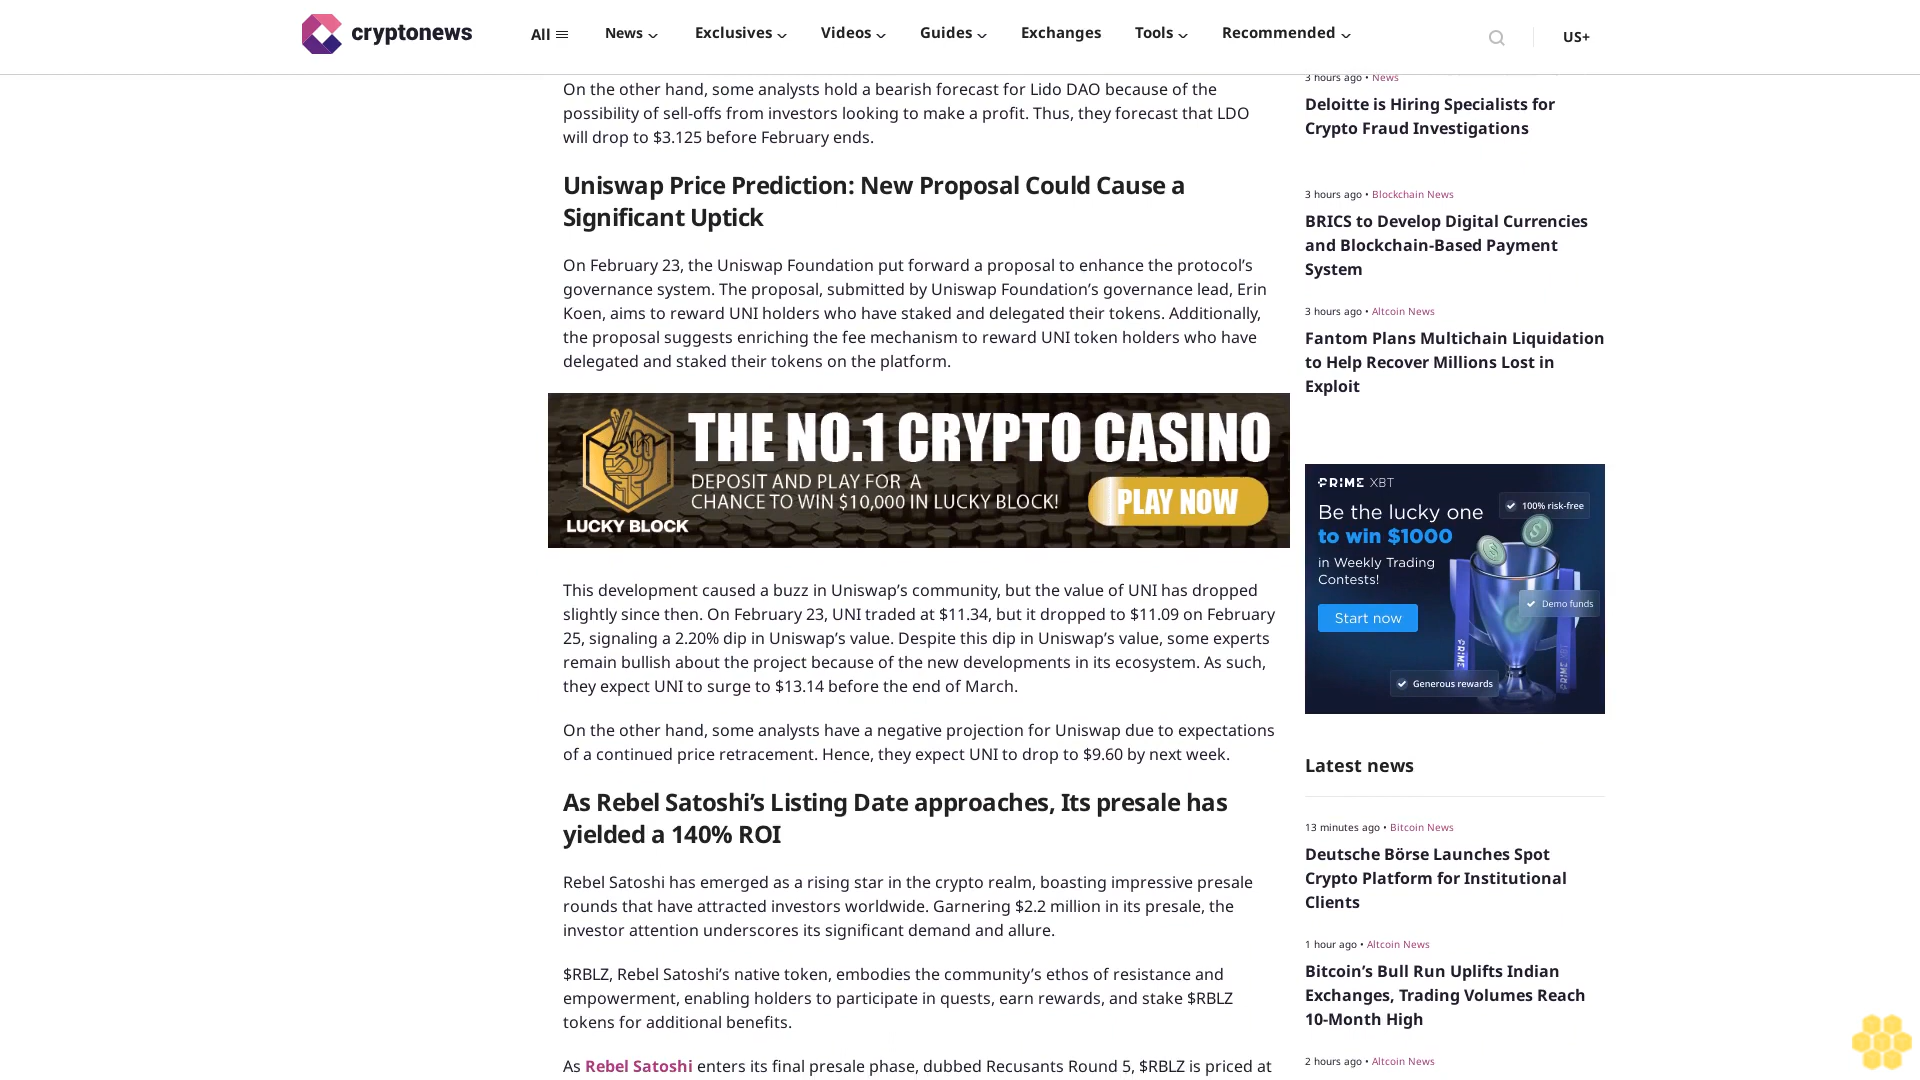 cryptonews
All
News
Exclusives
Videos
Guides
Exchanges
Tools
Recommended
US+
On the other hand, some analysts hold a bearish forecast for Lido DAO because of the
possibility of sell-offs from investors looking to make a profit. Thus, they forecast that LDO
will drop to $3.125 before February ends.
Uniswap Price Prediction: New Proposal Could Cause a
Significant Uptick
On February 23, the Uniswap Foundation put forward a proposal to enhance the protocol’s
governance system. The proposal, submitted by Uniswap Foundation’s governance lead, Erin
Koen, aims to reward UNI holders who have staked and delegated their tokens. Additionally,
the proposal suggests enriching the fee mechanism to reward UNI token holders who have
delegated and staked their tokens on the platform.
THE NO.1 CRYPTO CASINO
DEPOSIT AND PLAY FOR A
CHANCE TO WIN $10,000 IN LUCKY BLOCK!
PLAY NOW
LUCKY BLOCK
This development caused a buzz in Uniswap’s community, but the value of UNI has dropped
slightly since then. On February 23, UNI traded at $11.34, but it dropped to $11.09 on February
25, signaling a 2.20% dip in Uniswap’s value. Despite this dip in Uniswap’s value, some experts
remain bullish about the project because of the new developments in its ecosystem. As such,
they expect UNI to surge to $13.14 before the end of March.
On the other hand, some analysts have a negative projection for Uniswap due to expectations
of a continued price retracement. Hence, they expect UNI to drop to $9.60 by next week.
As Rebel Satoshi’s Listing Date approaches, Its presale has
yielded a 140% ROI
Rebel Satoshi has emerged as a rising star in the crypto realm, boasting impressive presale
rounds that have attracted investors worldwide. Garnering $2.2 million in its presale, the
investor attention underscores its significant demand and allure.
$RBLZ, Rebel Satoshi’s native token, embodies the community’s ethos of resistance and
empowerment, enabling holders to participate in quests, earn rewards, and stake $RBLZ
tokens for additional benefits.
As Rebel Satoshi enters its final presale phase, dubbed Recusants Round 5, $RBLZ is priced at
3 hours ago • News
Deloitte is Hiring Specialists for
Crypto Fraud Investigations
3 hours ago • Blockchain News
BRICS to Develop Digital Currencies
and Blockchain-Based Payment
System
3 hours ago • Altcoin News
Fantom Plans Multichain Liquidation
to Help Recover Millions Lost in
Exploit
PRIME XBT
Be the lucky one
to win $1000
in Weekly Trading
Contests!
Start now
100% risk-free
Demo funds
Generous rewards
PRIME
PRIME XBT
Latest news
13 minutes ago • Bitcoin News
Deutsche Börse Launches Spot
Crypto Platform for Institutional
Clients
1 hour ago • Altcoin News
Bitcoin’s Bull Run Uplifts Indian
Exchanges, Trading Volumes Reach
10-Month High
2 hours ago • Altcoin News